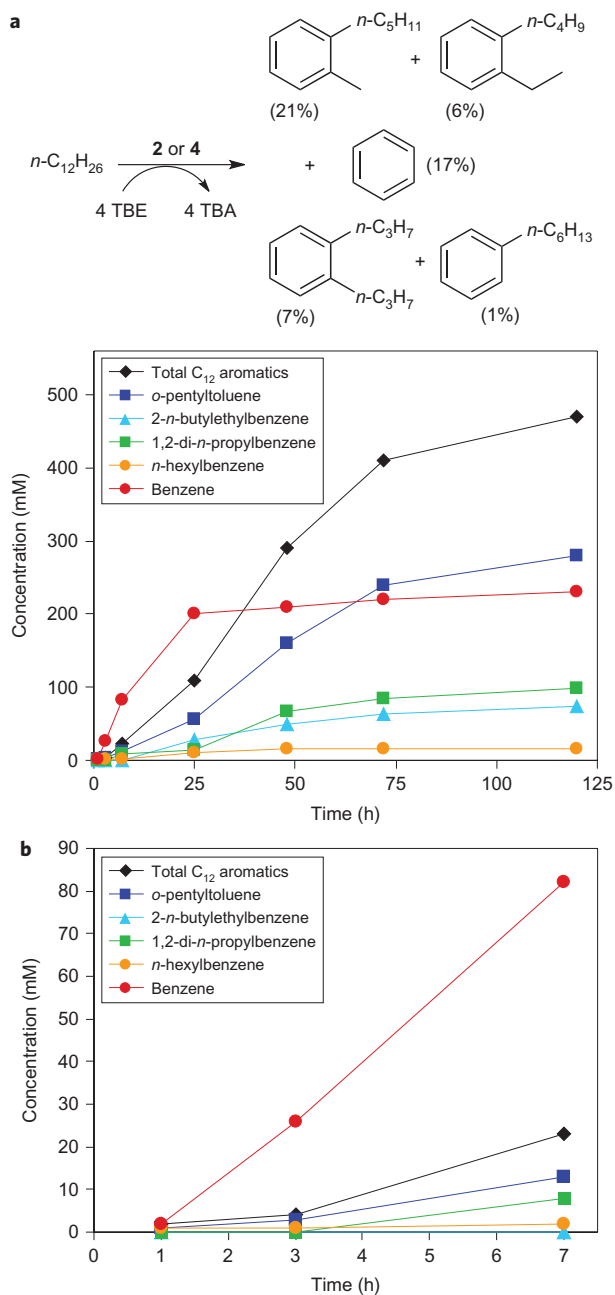 a
n-C5H11
n-C4H9
+
(21%)
(6%)
n-C12H26
2 or 4
4 TBE
4 TBA
+
(17%)
n-C3H7
n-C3H7
+
n-C6H13
(7%)
(1%)
Total C12 aromatics
o-pentyltoluene
2-n-butylethylbenzene
1,2-di-n-propylbenzene
n-hexylbenzene
Benzene
Concentration (mM)
500
400
300
200
100
0
0
25
50
75
100
125
Time (h)
b
Total C12 aromatics
o-pentyltoluene
2-n-butylethylbenzene
1,2-di-n-propylbenzene
n-hexylbenzene
Benzene
Concentration (mM)
90
80
70
60
50
40
30
20
10
0
0
1
2
3
4
5
6
7
Time (h)